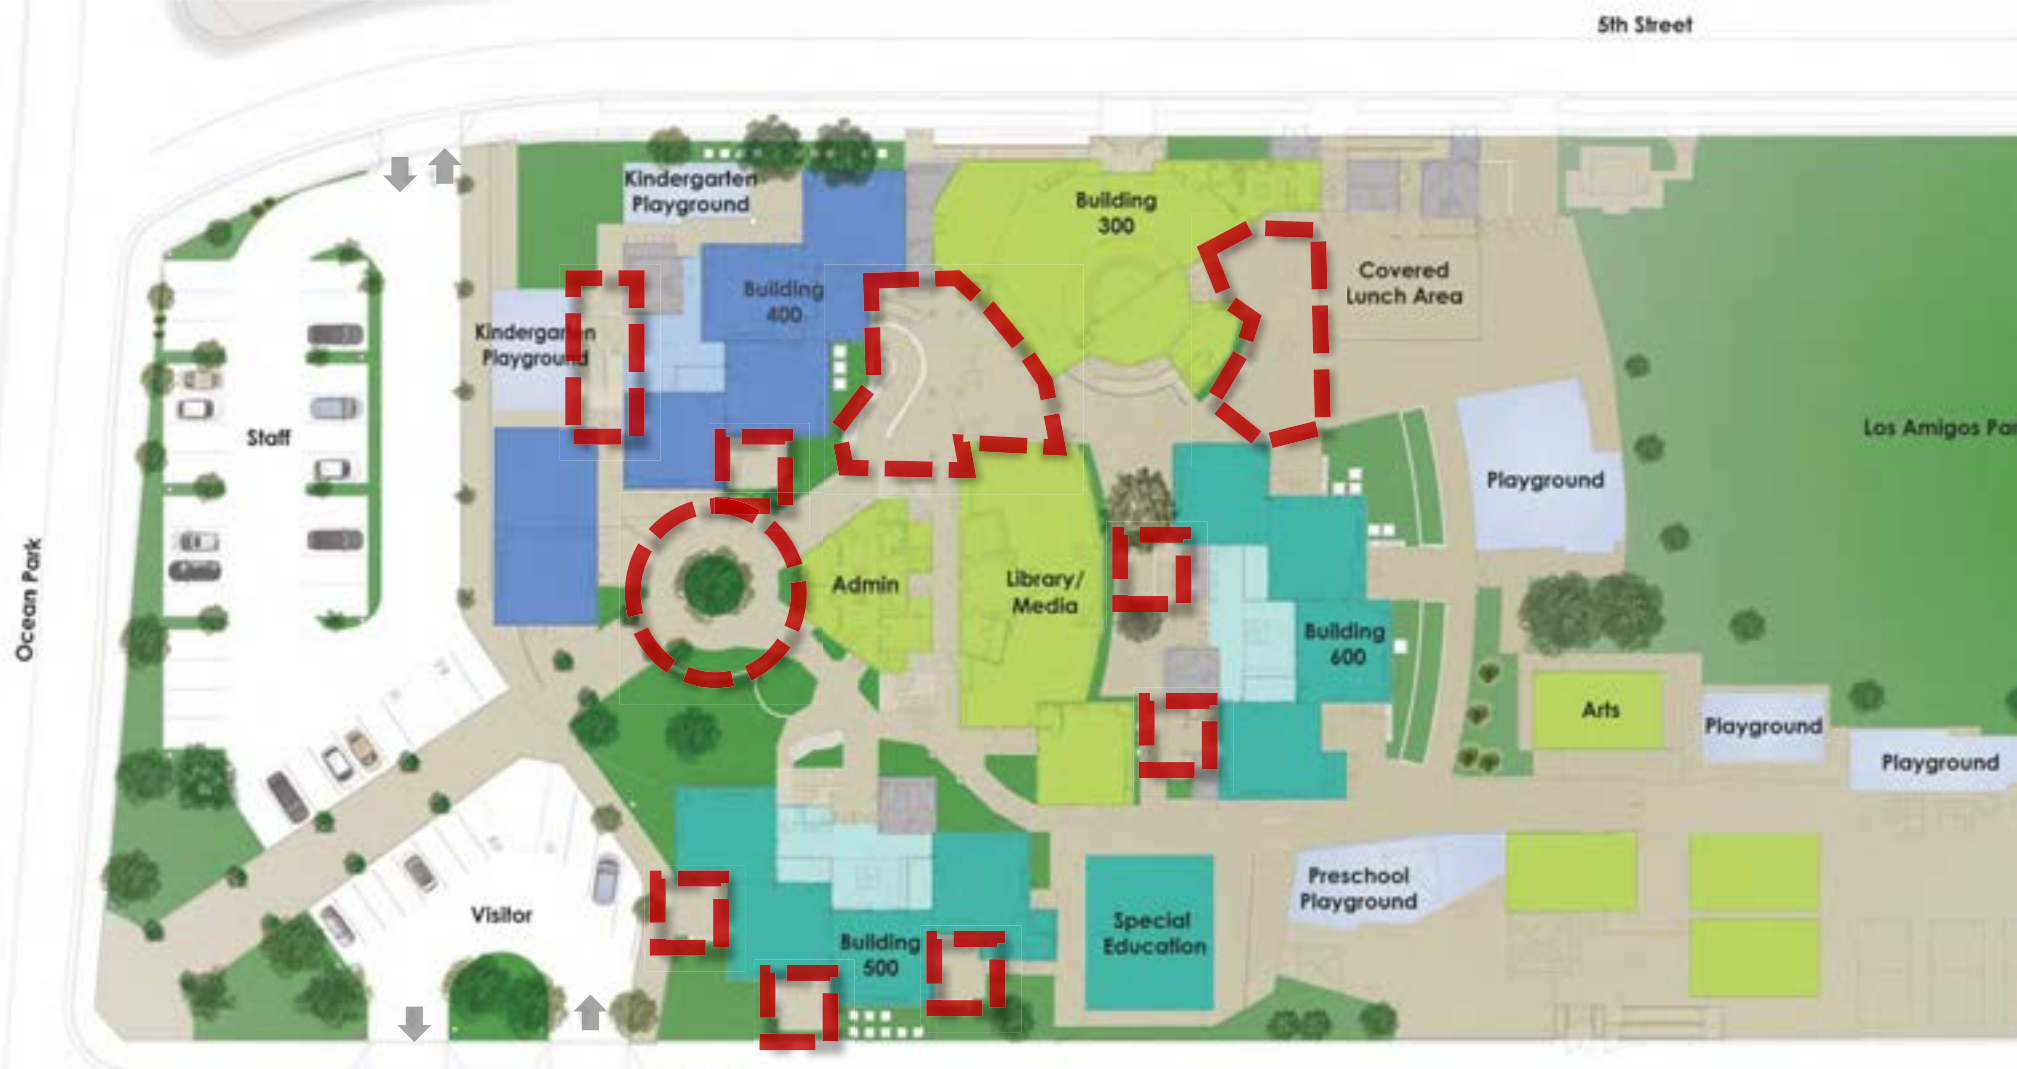 5th Street
Kindergarten
Playground
Building
300
Covered
Lunch Area
Building
400
Kindergarten
Playground
Staff
Los Amigos Par
Playground
Ocean Park
Admin
Library/
Media
Building
600
Arts
Playground
Playground
Preschool
Playground
Visitor
Special
Education
Building
500